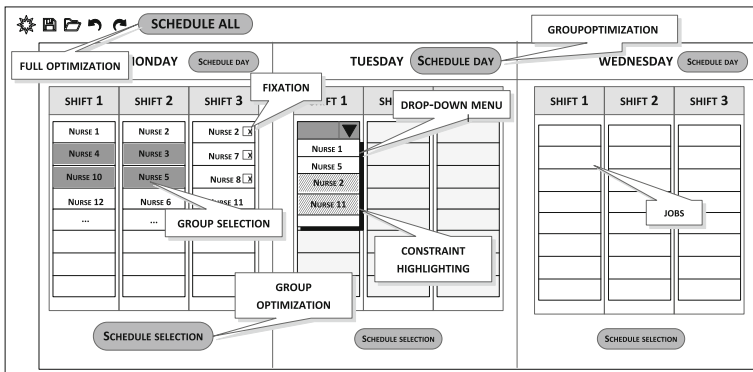 SCHEDULE ALL
GROUPOPTIMIZATION
FULL OPTIMIZATION
MONDAY
SCHEDULE DAY
TUESDAY
SCHEDULE DAY
WEDNESDAY
SCHEDULE DAY
FIXATION
DROP-DOWN MENU
SHIFT 1 SHIFT 2 SHIFT 3
NURSE 1 NURSE 2 NURSE 2 X
NURSE 4 NURSE 3 NURSE 7 X
NURSE 10 NURSE 5 NURSE 8 X
NURSE 12 NURSE 6 NURSE 11
... ...
GROUP SELECTION
GROUP
OPTIMIZATION
SCHEDULE SELECTION
FT 1 SH
NURSE 1
NURSE 5
NURSE 2
NURSE 11
CONSTRAINT
HIGHLIGHTING
SCHEDULE SELECTION
SHIFT 1 SHIFT 2 SHIFT 3
JOBS
SCHEDULE SELECTION